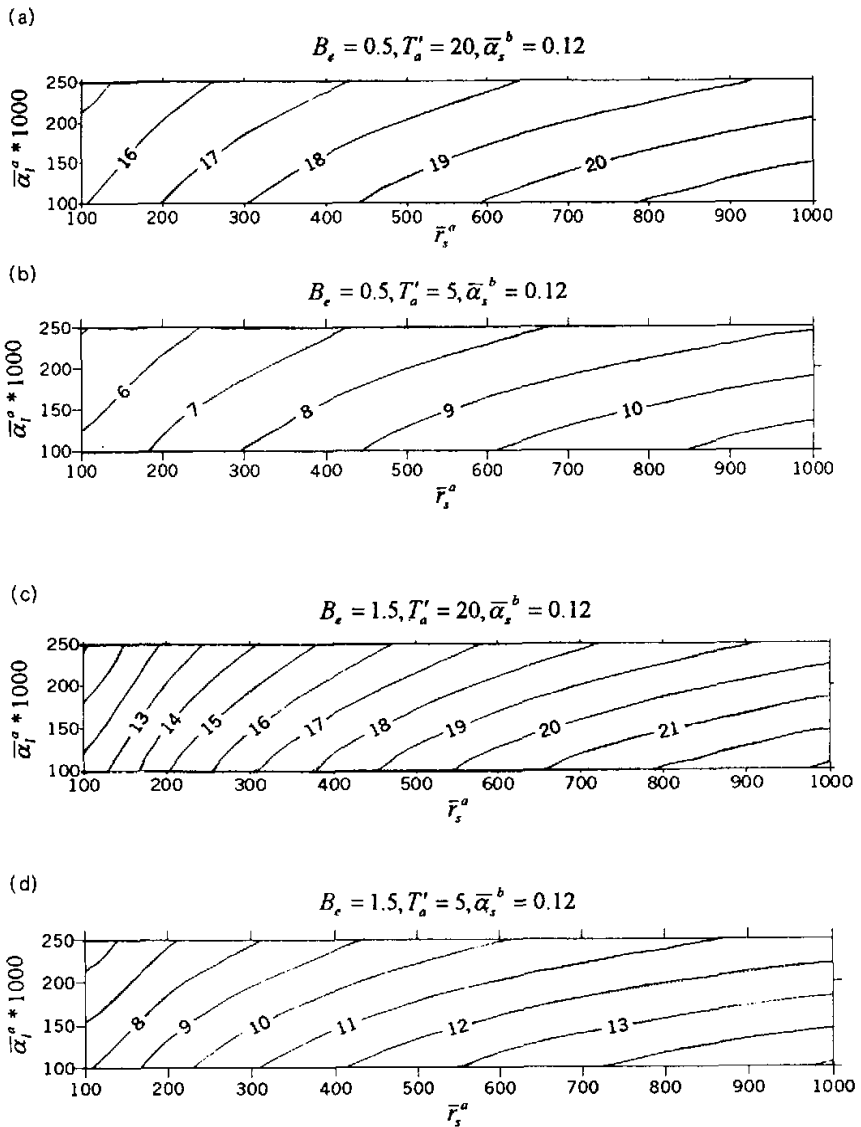 (a)
B_e = 0.5, T'_a = 20, ᾱ_s^b = 0.12
ᾱ_l^a * 1000
250
200
150
100
16 17 18 19 20
100 200 300 400 500 600 700 800 900 1000
r̄_s^a
(b)
B_e = 0.5, T'_a = 5, ᾱ_s^b = 0.12
ᾱ_l^a * 1000
250
200
150
100
6 7 8 9 10
100 200 300 400 500 600 700 800 900 1000
r̄_s^a
(c)
B_e = 1.5, T'_a = 20, ᾱ_s^b = 0.12
ᾱ_l^a * 1000
250
200
150
100
13 14 15 16 17 18 19 20 21
100 200 300 400 500 600 700 800 900 1000
r̄_s^a
(d)
B_e = 1.5, T'_a = 5, ᾱ_s^b = 0.12
ᾱ_l^a * 1000
250
200
150
100
8 9 10 11 12 13
100 200 300 400 500 600 700 800 900 1000
r̄_s^a